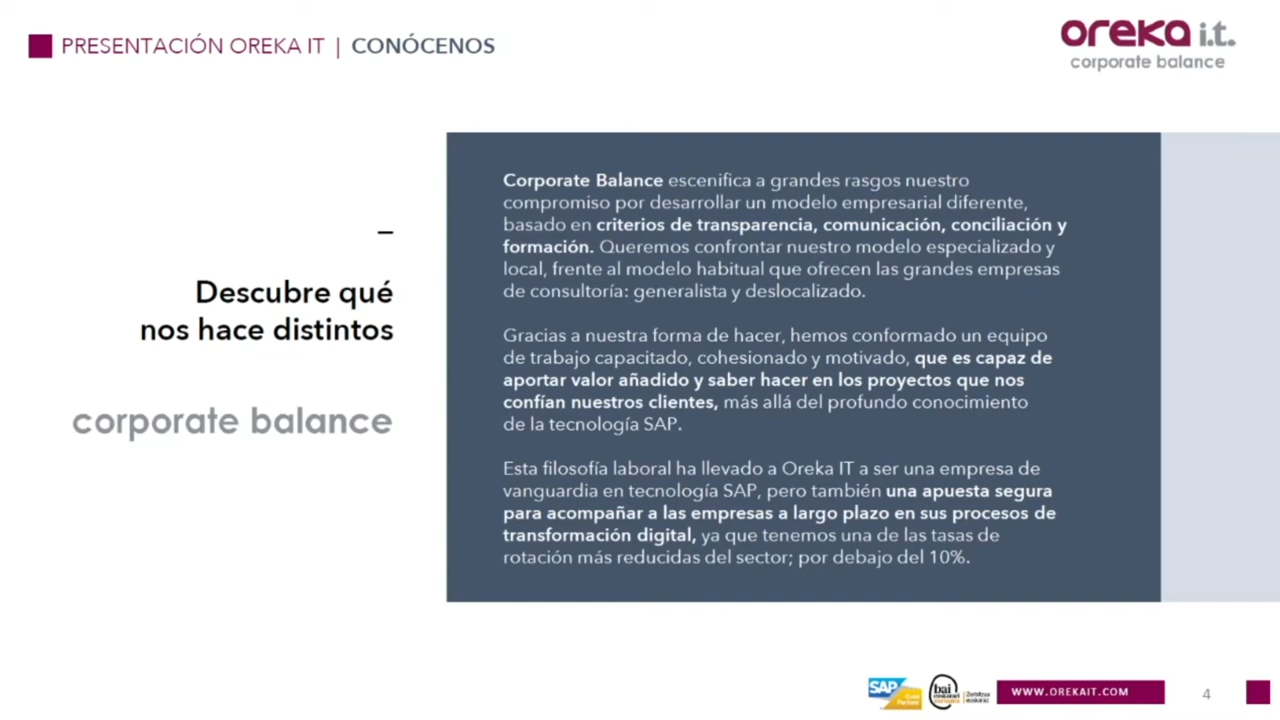 PRESENTACIÓN OREKA IT | CONÓCENOS
oreka i.t.
corporate balance
–
Descubre qué
nos hace distintos
corporate balance
Corporate Balance escenifica a grandes rasgos nuestro
compromiso por desarrollar un modelo empresarial diferente,
basado en criterios de transparencia, comunicación, conciliación y
formación. Queremos confrontar nuestro modelo especializado y
local, frente al modelo habitual que ofrecen las grandes empresas
de consultoría: generalista y deslocalizado.
Gracias a nuestra forma de hacer, hemos conformado un equipo
de trabajo capacitado, cohesionado y motivado, que es capaz de
aportar valor añadido y saber hacer en los proyectos que nos
confían nuestros clientes, más allá del profundo conocimiento
de la tecnología SAP.
Esta filosofía laboral ha llevado a Oreka IT a ser una empresa de
vanguardia en tecnología SAP, pero también una apuesta segura
para acompañar a las empresas a largo plazo en sus procesos de
transformación digital, ya que tenemos una de las tasas de
rotación más reducidas del sector; por debajo del 10%.
SAP
bai
WWW.OREKAIT.COM
4